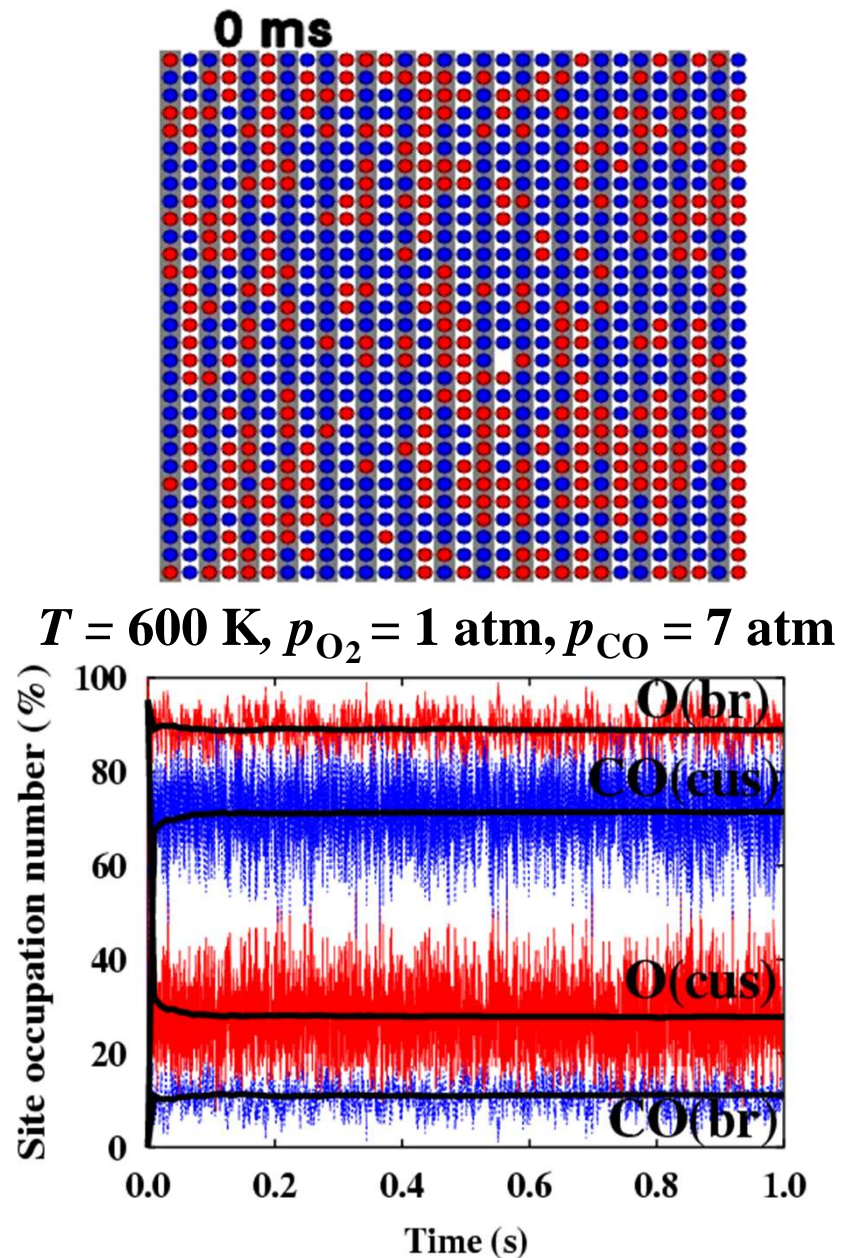 0 ms
T = 600 K, pO2 = 1 atm, pCO = 7 atm
Site occupation number (%)
100
80
60
40
20
0
O(br)
CO(cus)
O(cus)
CO(br)
0.0 0.2 0.4 0.6 0.8 1.0
Time (s)